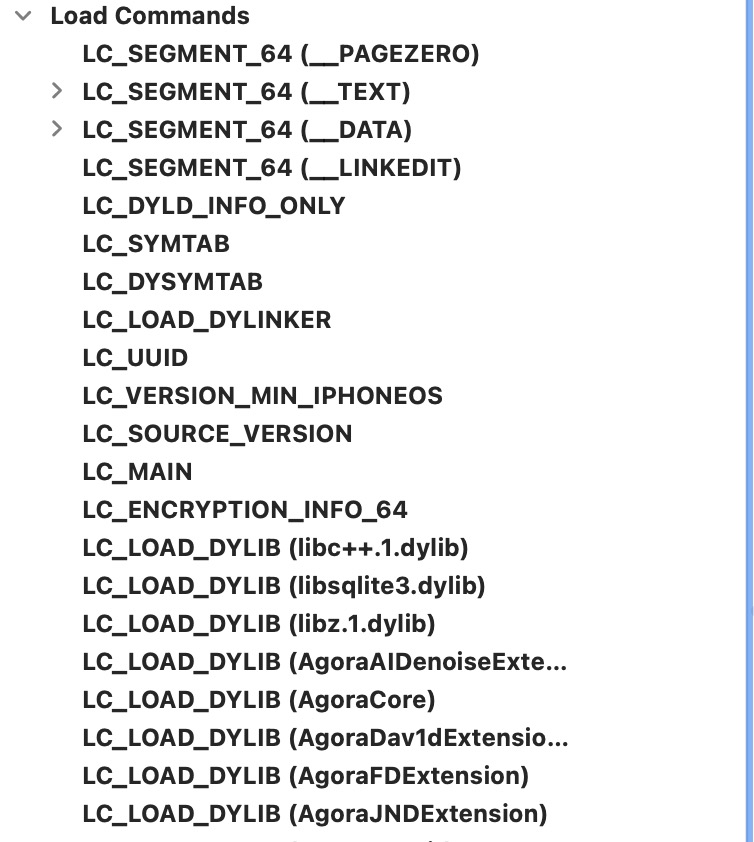 Load Commands
LC_SEGMENT_64 (__PAGEZERO)
LC_SEGMENT_64 (__TEXT)
LC_SEGMENT_64 (__DATA)
LC_SEGMENT_64 (__LINKEDIT)
LC_DYLD_INFO_ONLY
LC_SYMTAB
LC_DYSYMTAB
LC_LOAD_DYLINKER
LC_UUID
LC_VERSION_MIN_IPHONEOS
LC_SOURCE_VERSION
LC_MAIN
LC_ENCRYPTION_INFO_64
LC_LOAD_DYLIB (libc++.1.dylib)
LC_LOAD_DYLIB (libsqlite3.dylib)
LC_LOAD_DYLIB (libz.1.dylib)
LC_LOAD_DYLIB (AgoraAIDenoiseExte...
LC_LOAD_DYLIB (AgoraCore)
LC_LOAD_DYLIB (AgoraDav1dExtensio...
LC_LOAD_DYLIB (AgoraFDExtension)
LC_LOAD_DYLIB (AgoraJNDExtension)